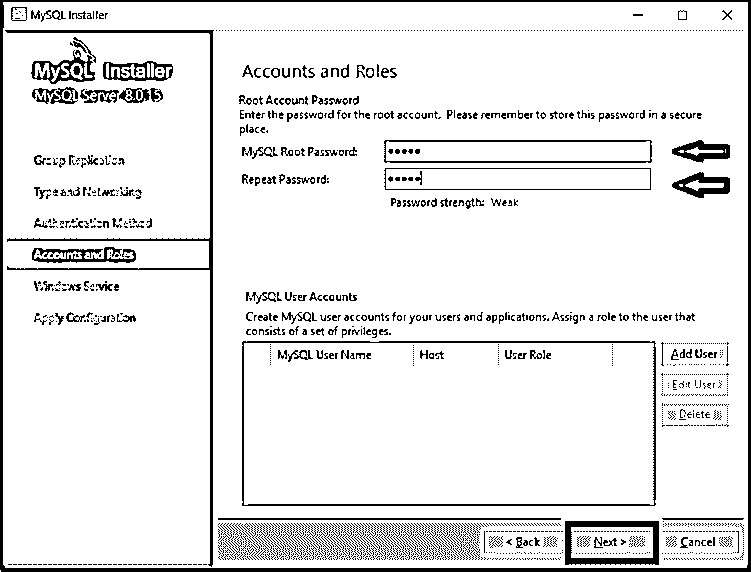 MySQL Installer
MySQL Installer
MySQL Server 8.0.15
Group Replication
Type and Networking
Authentication Method
Accounts and Roles
Windows Service
Apply Configuration
Accounts and Roles
Root Account Password
Enter the password for the root account. Please remember to store this password in a secure
place.
MySQL Root Password: •••••
Repeat Password: •••••
Password strength: Weak
MySQL User Accounts
Create MySQL user accounts for your users and applications. Assign a role to the user that
consists of a set of privileges.
MySQL User Name Host User Role
Add User
Edit User
Delete
< Back Next > Cancel